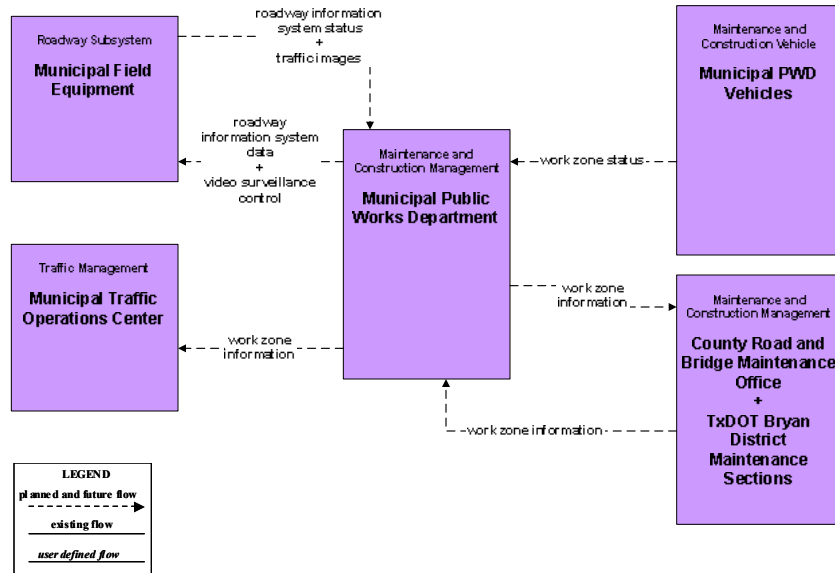 Roadway Subsystem
Municipal Field
Equipment
roadway information
system status
+
traffic images
roadway
information system
data
+
video surveillance
control
Maintenance and
Construction Management
Municipal Public
Works Department
Maintenance and
Construction Vehicle
Municipal PWD
Vehicles
work zone status
Traffic Management
Municipal Traffic
Operations Center
work zone
information
work zone
information
Maintenance and
Construction Management
County Road and
Bridge Maintenance
Office
+
TxDOT Bryan
District
Maintenance
Sections
work zone information
LEGEND
planned and future flow
existing flow
user defined flow